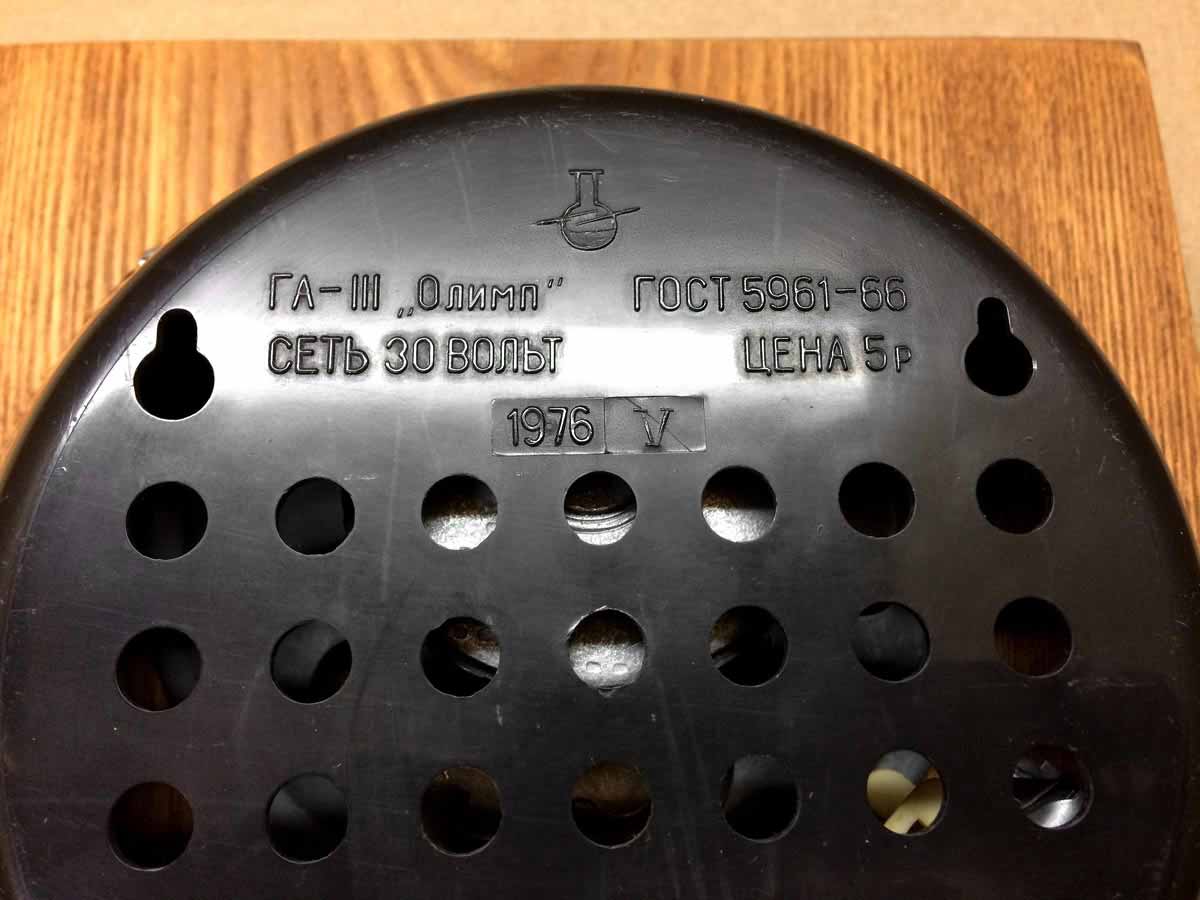 ГА-III „Олимп" ГОСТ 5961-66
СЕТЬ 30 ВОЛЬТ ЦЕНА 5р
1976 V